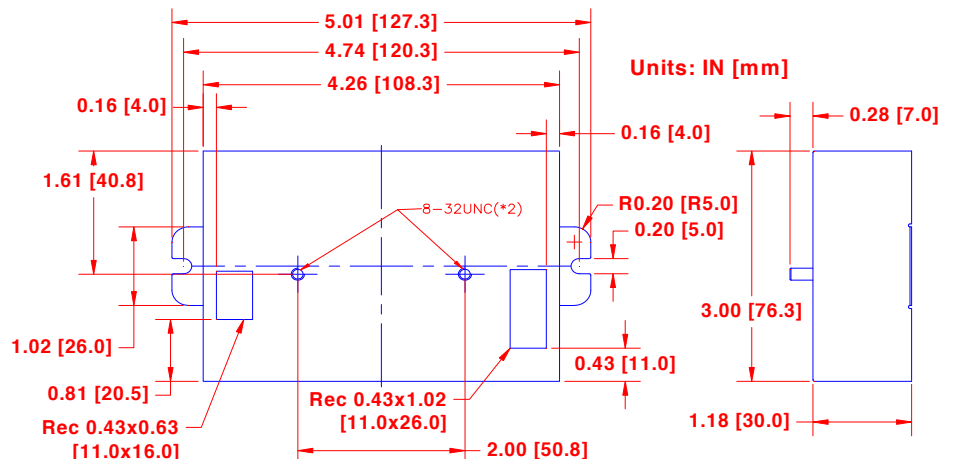 5.01 [127.3]
4.74 [120.3]
Units: IN [mm]
4.26 [108.3]
0.16 [4.0]
0.28 [7.0]
0.16 [4.0]
1.61 [40.8]
8-32UNC(*2)
R0.20 [R5.0]
0.20 [5.0]
3.00 [76.3]
1.02 [26.0]
0.43 [11.0]
0.81 [20.5]
Rec 0.43x1.02
[11.0x26.0]
1.18 [30.0]
Rec 0.43x0.63
[11.0x16.0]
2.00 [50.8]